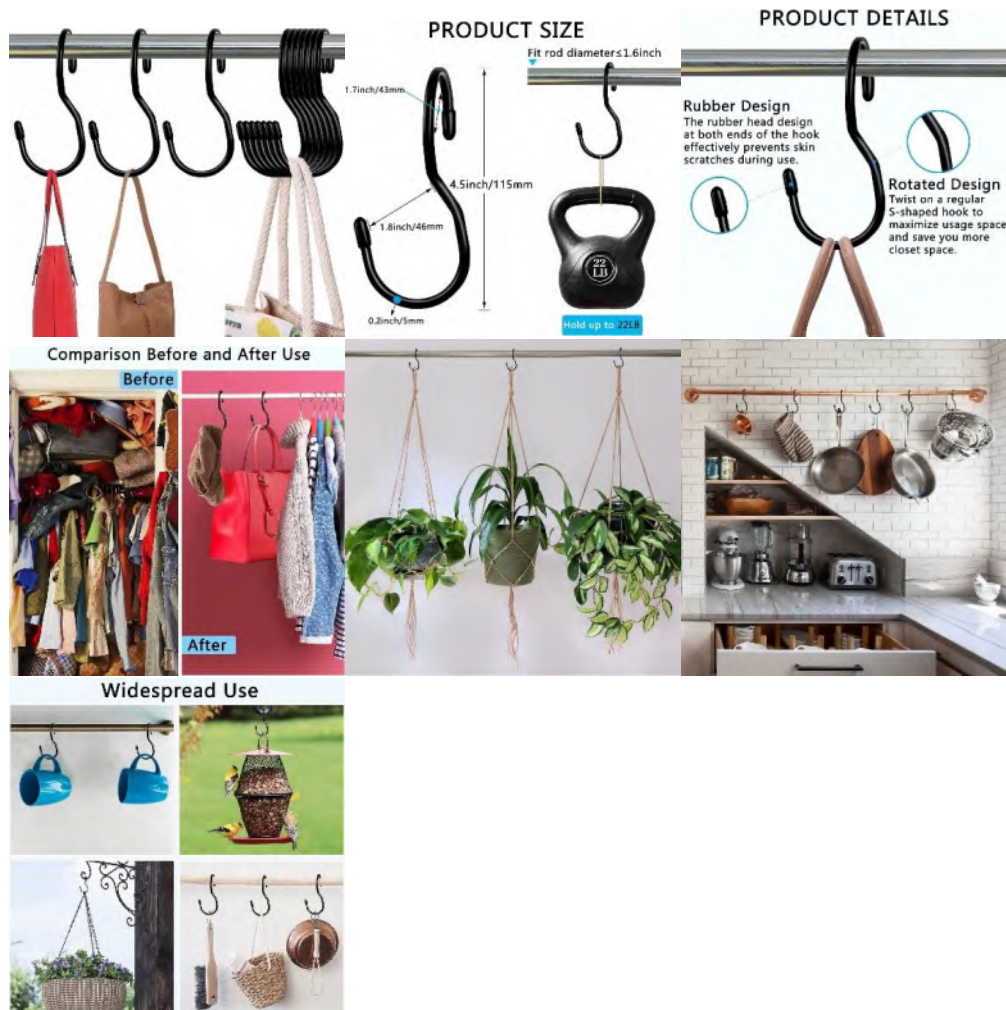 PRODUCT SIZE
Fit rod diameter≤1.6inch
1.7inch/43mm
4.5inch/115mm
1.8inch/46mm
0.2inch/5mm
22
LB
Hold up to 22LB
PRODUCT DETAILS
Rubber Design
The rubber head design
at both ends of the hook
effectively prevents skin
scratches during use.
Rotated Design
Twist on a regular
S-shaped hook to
maximize usage space
and save you more
closet space.
Comparison Before and After Use
Before
After
Widespread Use